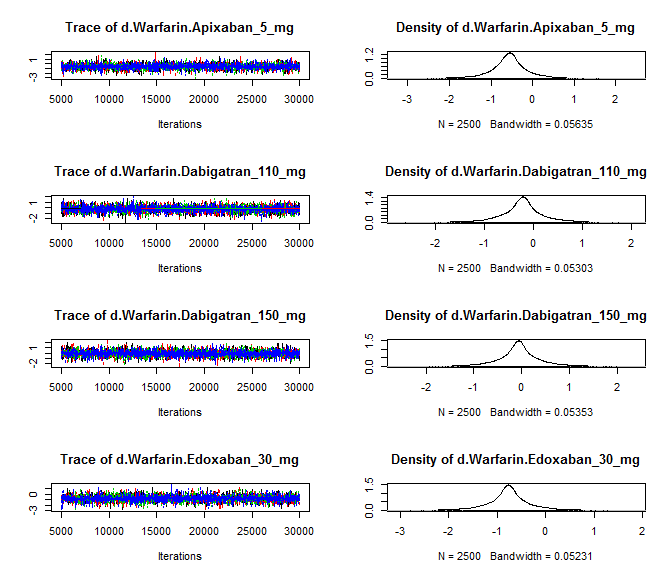 Trace of d.Warfarin.Apixaban_5_mg
Density of d.Warfarin.Apixaban_5_mg
-3 1
5000 10000 15000 20000 25000 30000
Iterations
0.0 1.2
-3 -2 -1 0 1 2
N = 2500 Bandwidth = 0.05635
Trace of d.Warfarin.Dabigatran_110_mg
Density of d.Warfarin.Dabigatran_110_mg
-2 1
5000 10000 15000 20000 25000 30000
Iterations
0.0 1.4
-2 -1 0 1 2
N = 2500 Bandwidth = 0.05303
Trace of d.Warfarin.Dabigatran_150_mg
Density of d.Warfarin.Dabigatran_150_mg
-2 1
5000 10000 15000 20000 25000 30000
Iterations
0.0 1.5
-2 -1 0 1 2
N = 2500 Bandwidth = 0.05353
Trace of d.Warfarin.Edoxaban_30_mg
Density of d.Warfarin.Edoxaban_30_mg
-3 0
5000 10000 15000 20000 25000 30000
Iterations
0.0 1.5
-3 -2 -1 0 1 2
N = 2500 Bandwidth = 0.05231